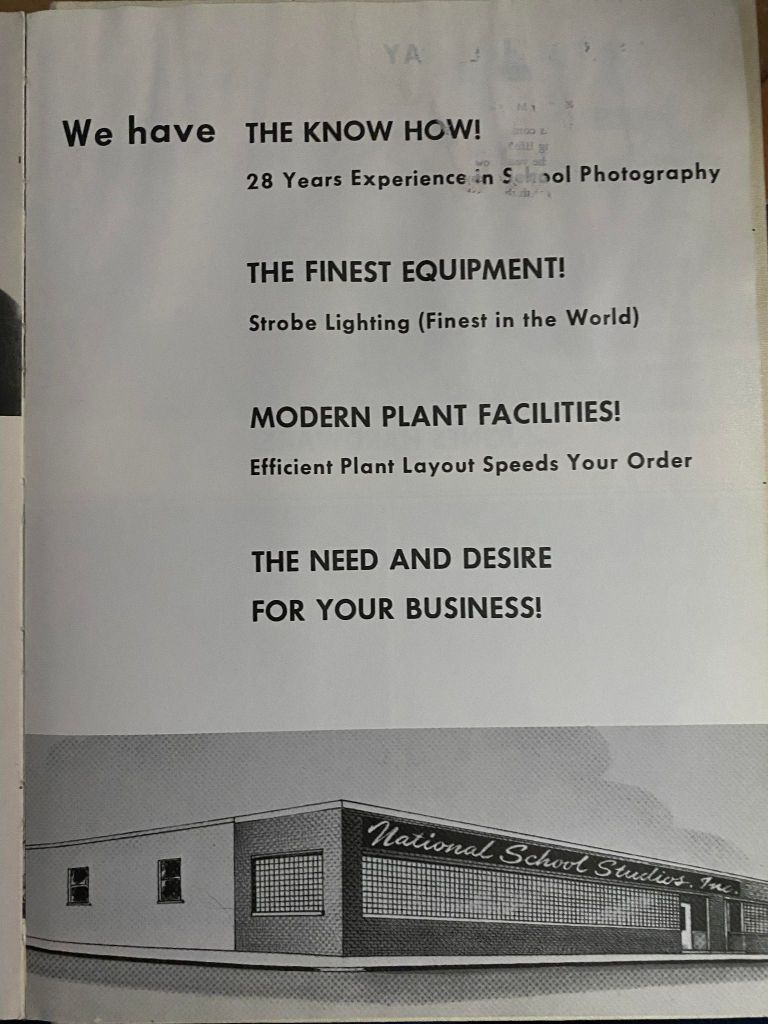 We have THE KNOW HOW!
28 Years Experience in School Photography
THE FINEST EQUIPMENT!
Strobe Lighting (Finest in the World)
MODERN PLANT FACILITIES!
Efficient Plant Layout Speeds Your Order
THE NEED AND DESIRE
FOR YOUR BUSINESS!
National School Studios, Inc.